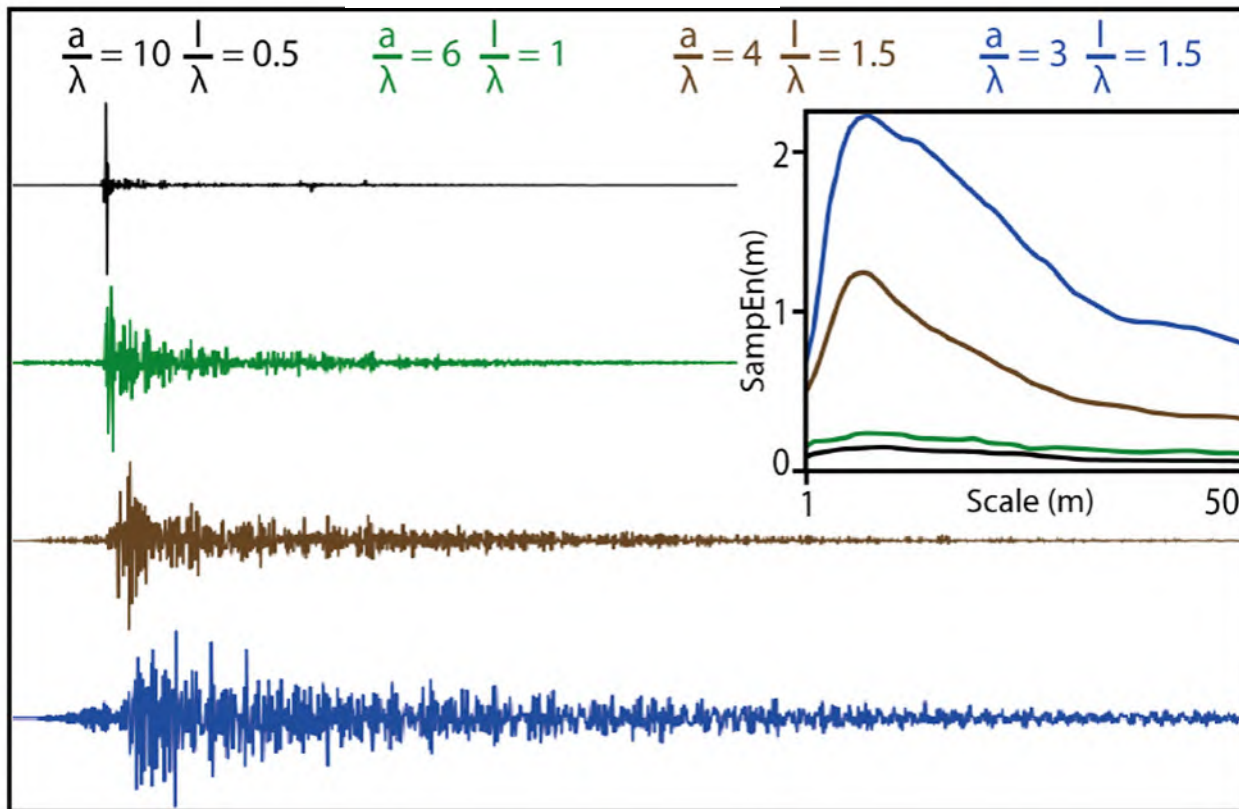 a/λ = 10 l/λ = 0.5 a/λ = 6 l/λ = 1 a/λ = 4 l/λ = 1.5 a/λ = 3 l/λ = 1.5
2
1
0
SampEn(m)
1 Scale (m) 50